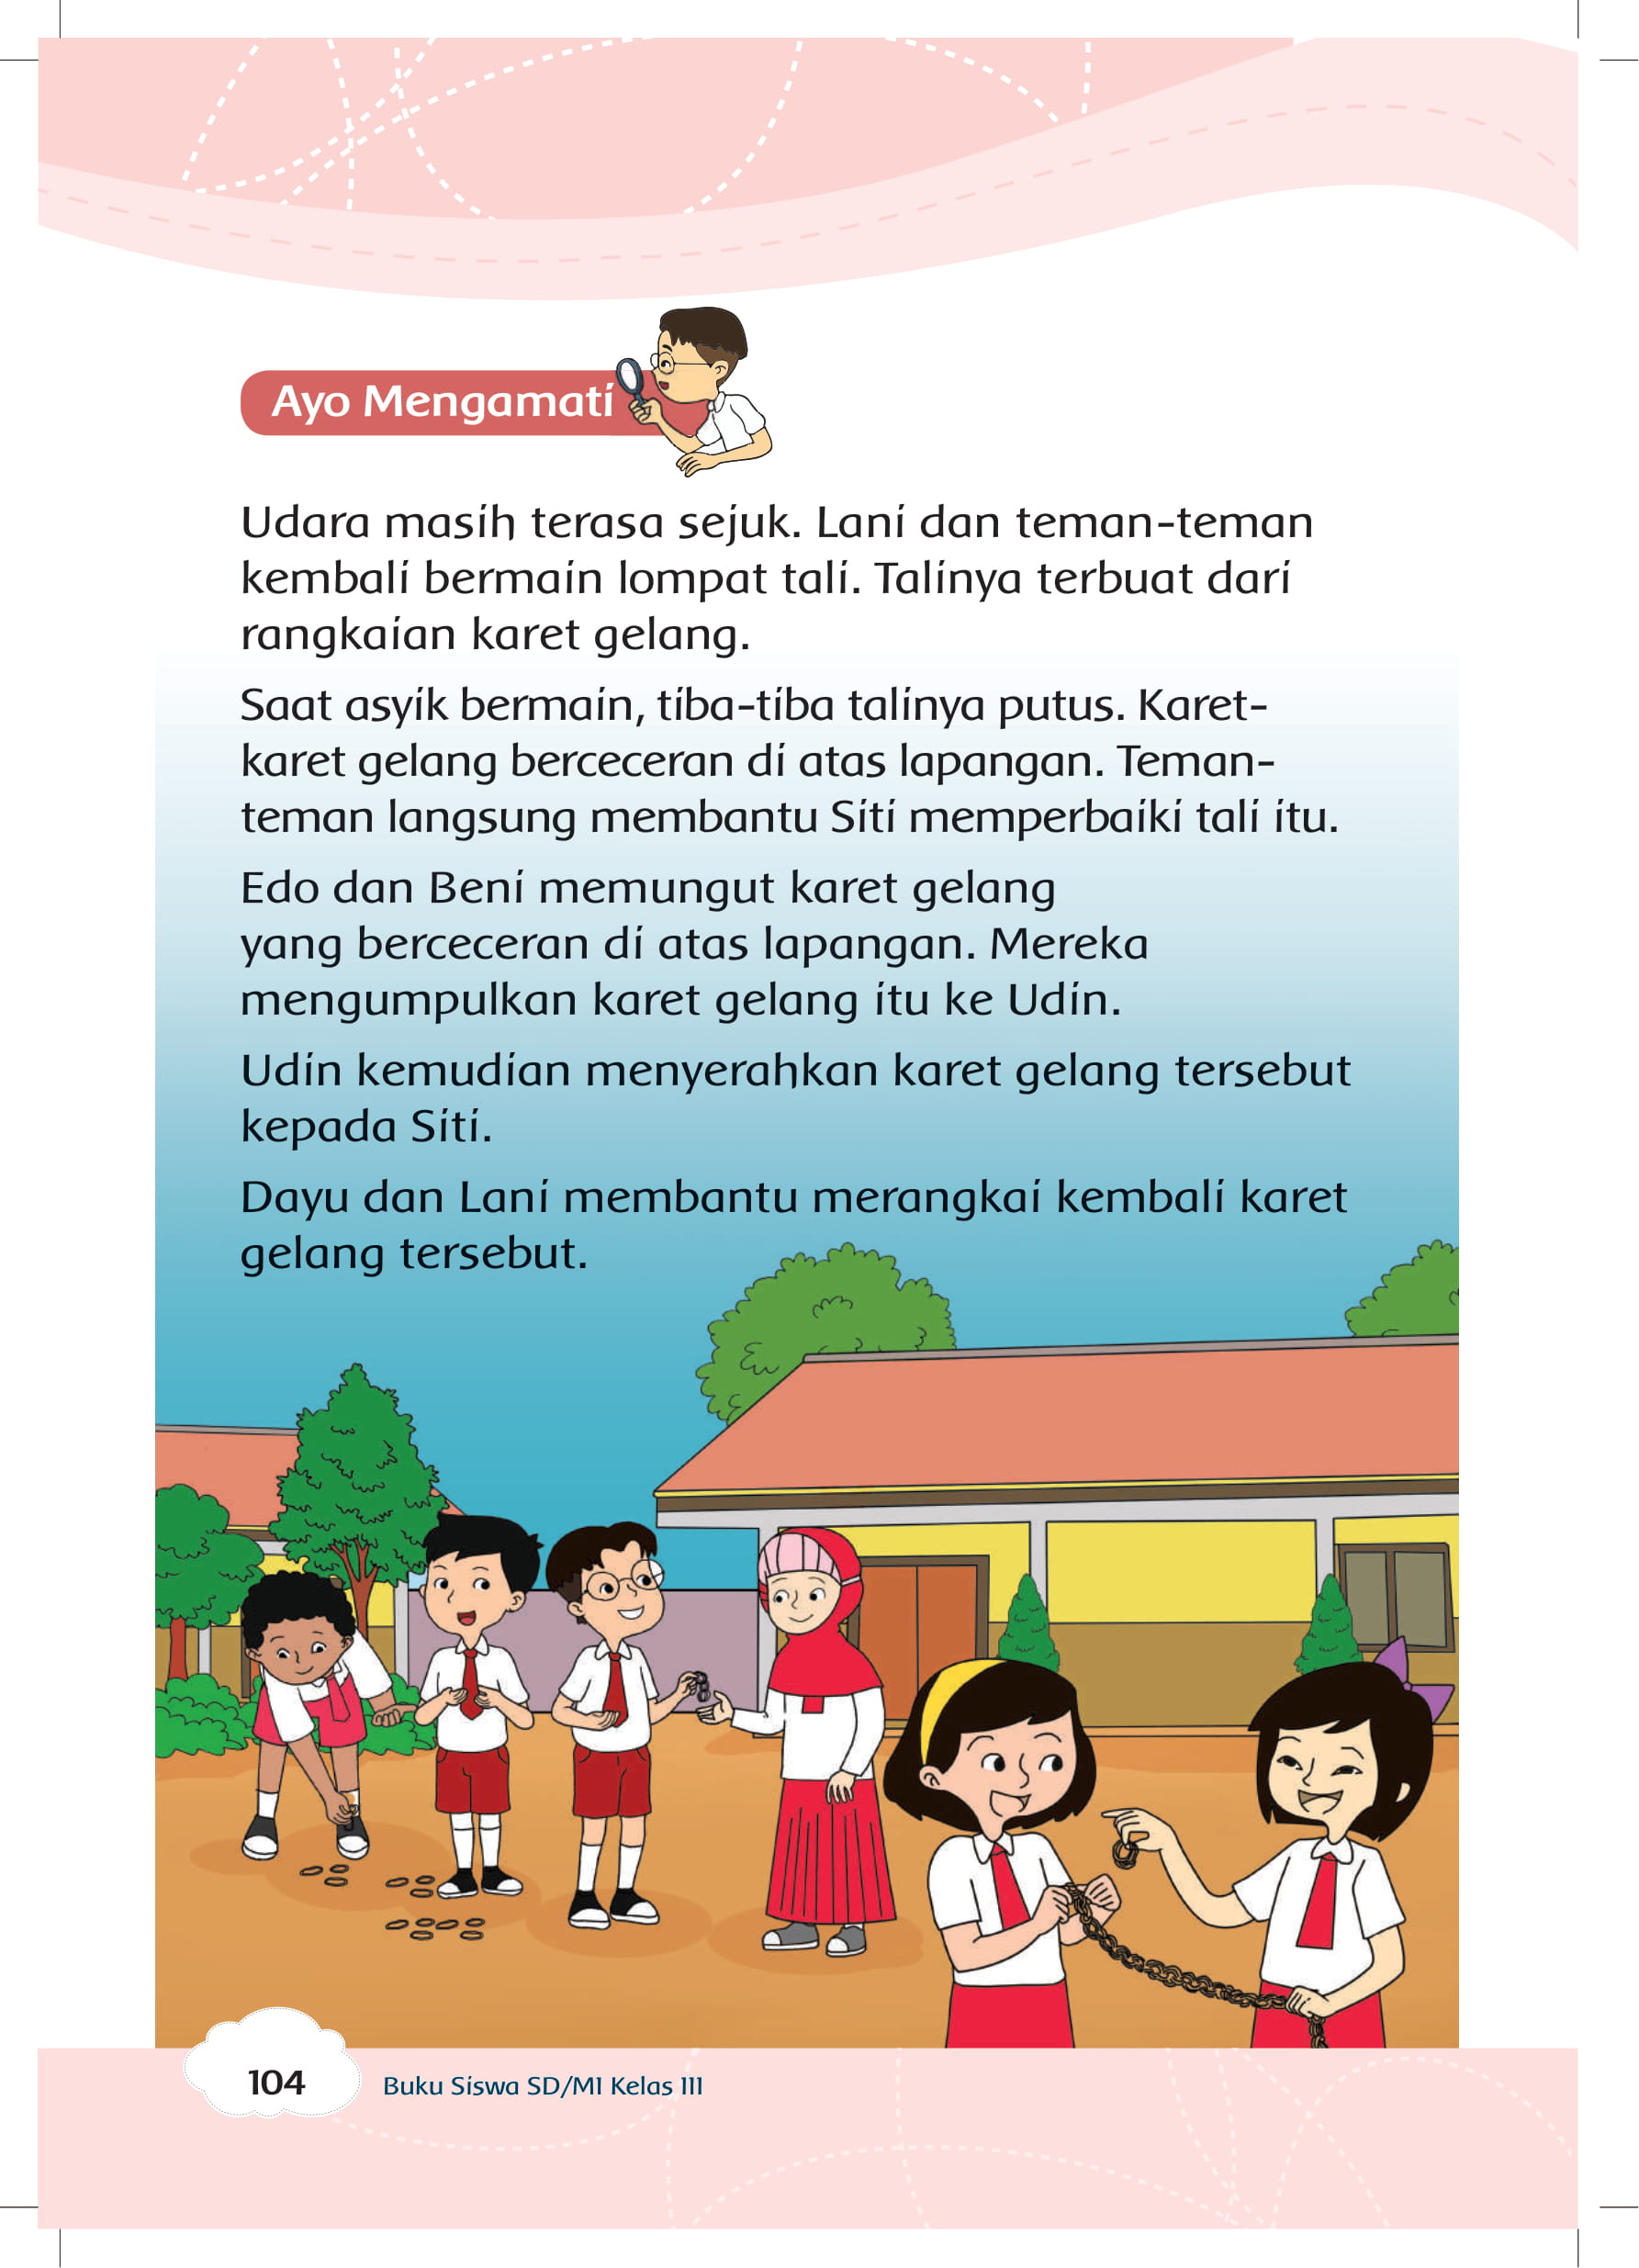 Ayo Mengamati
Udara masih terasa sejuk. Lani dan teman-teman
kembali bermain lompat tali. Talinya terbuat dari
rangkaian karet gelang.
Saat asyik bermain, tiba-tiba talinya putus. Karet-
karet gelang berceceran di atas lapangan. Teman-
teman langsung membantu Siti memperbaiki tali itu.
Edo dan Beni memungut karet gelang
yang berceceran di atas lapangan. Mereka
mengumpulkan karet gelang itu ke Udin.
Udin kemudian menyerahkan karet gelang tersebut
kepada Siti.
Dayu dan Lani membantu merangkai kembali karet
gelang tersebut.
104
Buku Siswa SD/MI Kelas III